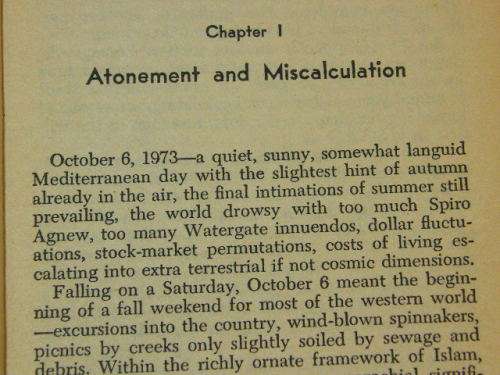 Chapter 1
Atonement and Miscalculation
October 6, 1973—a quiet, sunny, somewhat languid
Mediterranean day with the slightest hint of autumn
already in the air, the final intimations of summer still
prevailing, the world drowsy with too much Spiro
Agnew, too many Watergate innuendos, dollar fluctu-
ations, stock-market permutations, costs of living es-
calating into extra terrestrial if not cosmic dimensions.
Falling on a Saturday, October 6 meant the begin-
ning of a fall weekend for most of the western world
—excursions into the country, wind-blown spinnakers,
picnics by creeks only slightly soiled by sewage and
debris. Within the richly ornate framework of Islam,
signifi-